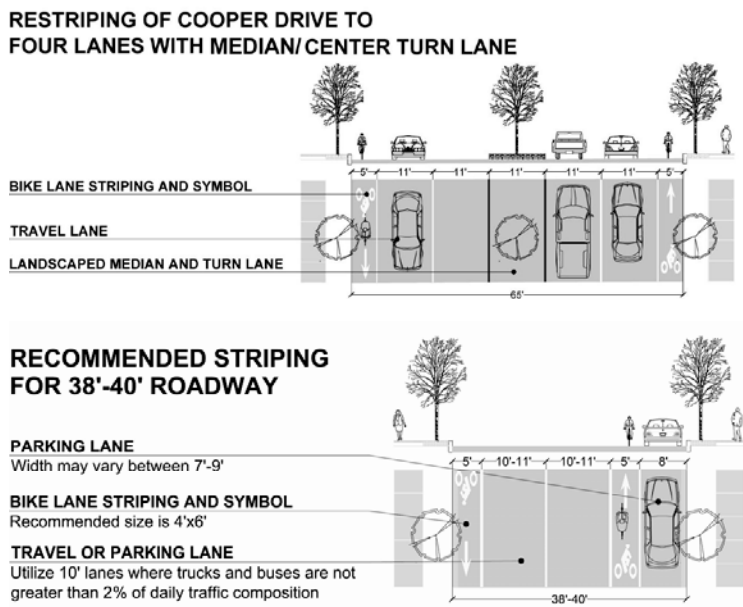 RESTRIPING OF COOPER DRIVE TO
FOUR LANES WITH MEDIAN/ CENTER TURN LANE
5' 11' 11' 11' 11' 11' 5'
BIKE LANE STRIPING AND SYMBOL
TRAVEL LANE
LANDSCAPED MEDIAN AND TURN LANE
65'
RECOMMENDED STRIPING
FOR 38'-40' ROADWAY
PARKING LANE
Width may vary between 7'-9'
5' 10'-11' 10'-11' 5' 8'
BIKE LANE STRIPING AND SYMBOL
Recommended size is 4'x6'
TRAVEL OR PARKING LANE
Utilize 10' lanes where trucks and buses are not
greater than 2% of daily traffic composition
38'-40'